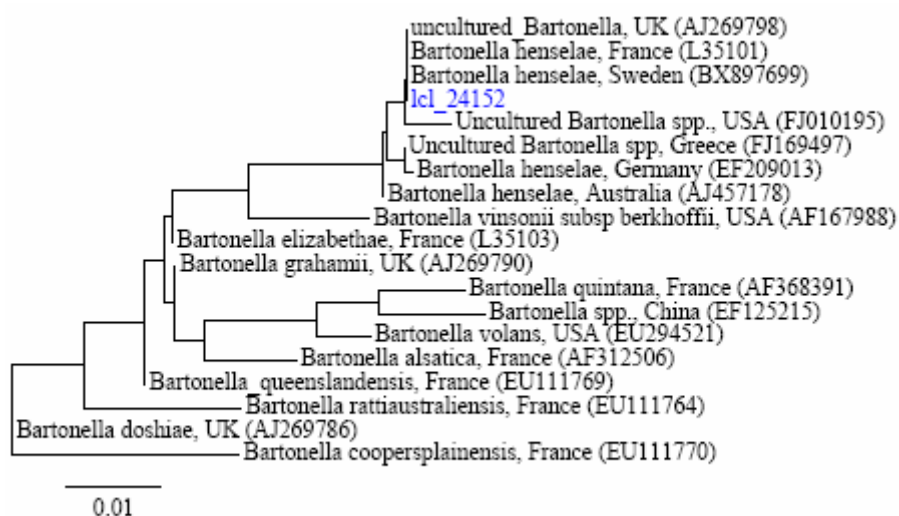 uncultured_Bartonella, UK (AJ269798)
Bartonella henselae, France (L35101)
Bartonella henselae, Sweden (BX897699)
lcl_24152
Uncultured Bartonella spp., USA (FJ010195)
Uncultured Bartonella spp, Greece (FJ169497)
Bartonella henselae, Germany (EF209013)
Bartonella henselae, Australia (AJ457178)
Bartonella vinsonii subsp berkhoffii, USA (AF167988)
Bartonella elizabethae, France (L35103)
Bartonella grahamii, UK (AJ269790)
Bartonella quintana, France (AF368391)
Bartonella spp., China (EF125215)
Bartonella volans, USA (EU294521)
Bartonella alsatica, France (AF312506)
Bartonella_queenslandensis, France (EU111769)
Bartonella rattiaustraliensis, France (EU111764)
Bartonella doshiae, UK (AJ269786)
Bartonella coopersplainensis, France (EU111770)
0.01